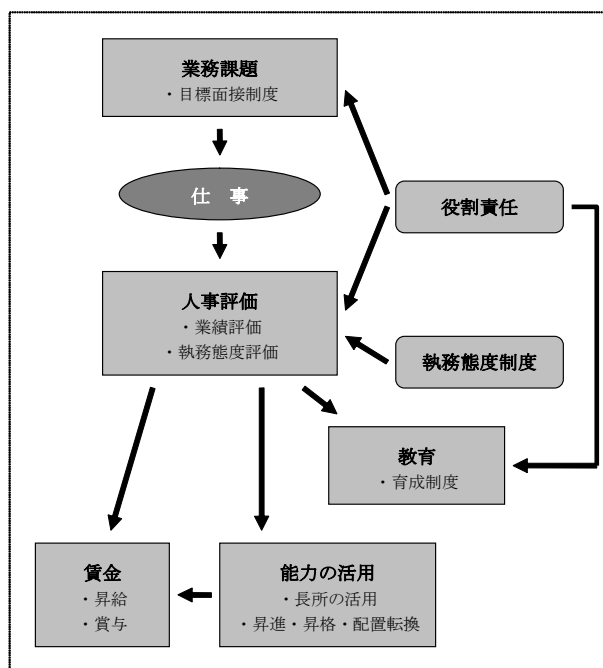 業務課題
・目標面接制度
仕 事
役割責任
人事評価
・業績評価
・執務態度評価
執務態度制度
教育
・育成制度
賃金
・昇給
・賞与
能力の活用
・長所の活用
・昇進・昇格・配置転換